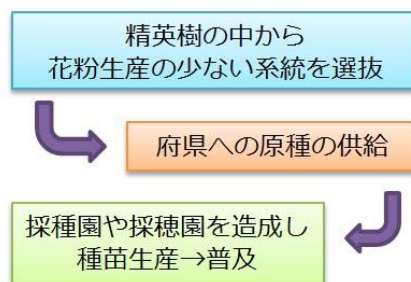 精英樹の中から
花粉生産の少ない系統を選抜
府県への原種の供給
採種園や採穂園を造成し
種苗生産→普及